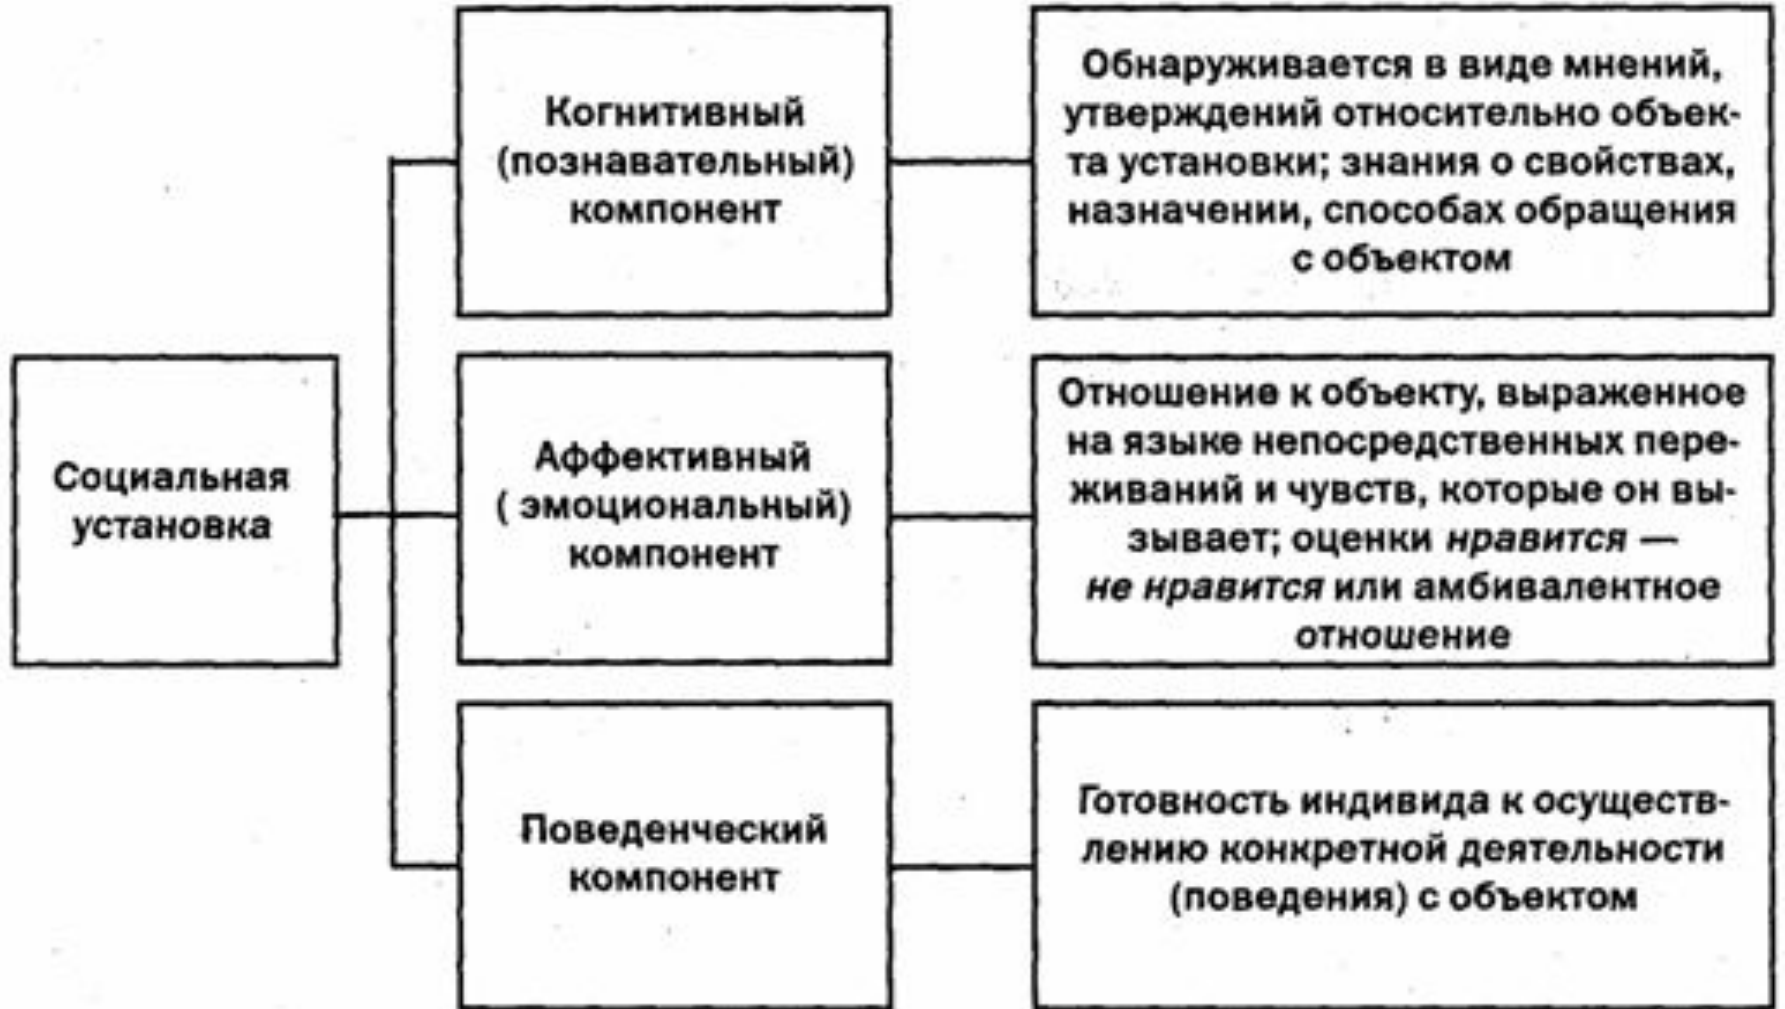 Когнитивный
(познавательный)
компонент
Обнаруживается в виде мнений,
утверждений относительно объек-
та установки; знания о свойствах,
назначении, способах обращения
с объектом
Социальная
установка
Аффективный
( эмоциональный)
компонент
Отношение к объекту, выраженное
на языке непосредственных пере-
живаний и чувств, которые он вы-
зывает; оценки нравится —
не нравится или амбивалентное
отношение
Поведенческий
компонент
Готовность индивида к осуществ-
лению конкретной деятельности
(поведения) с объектом